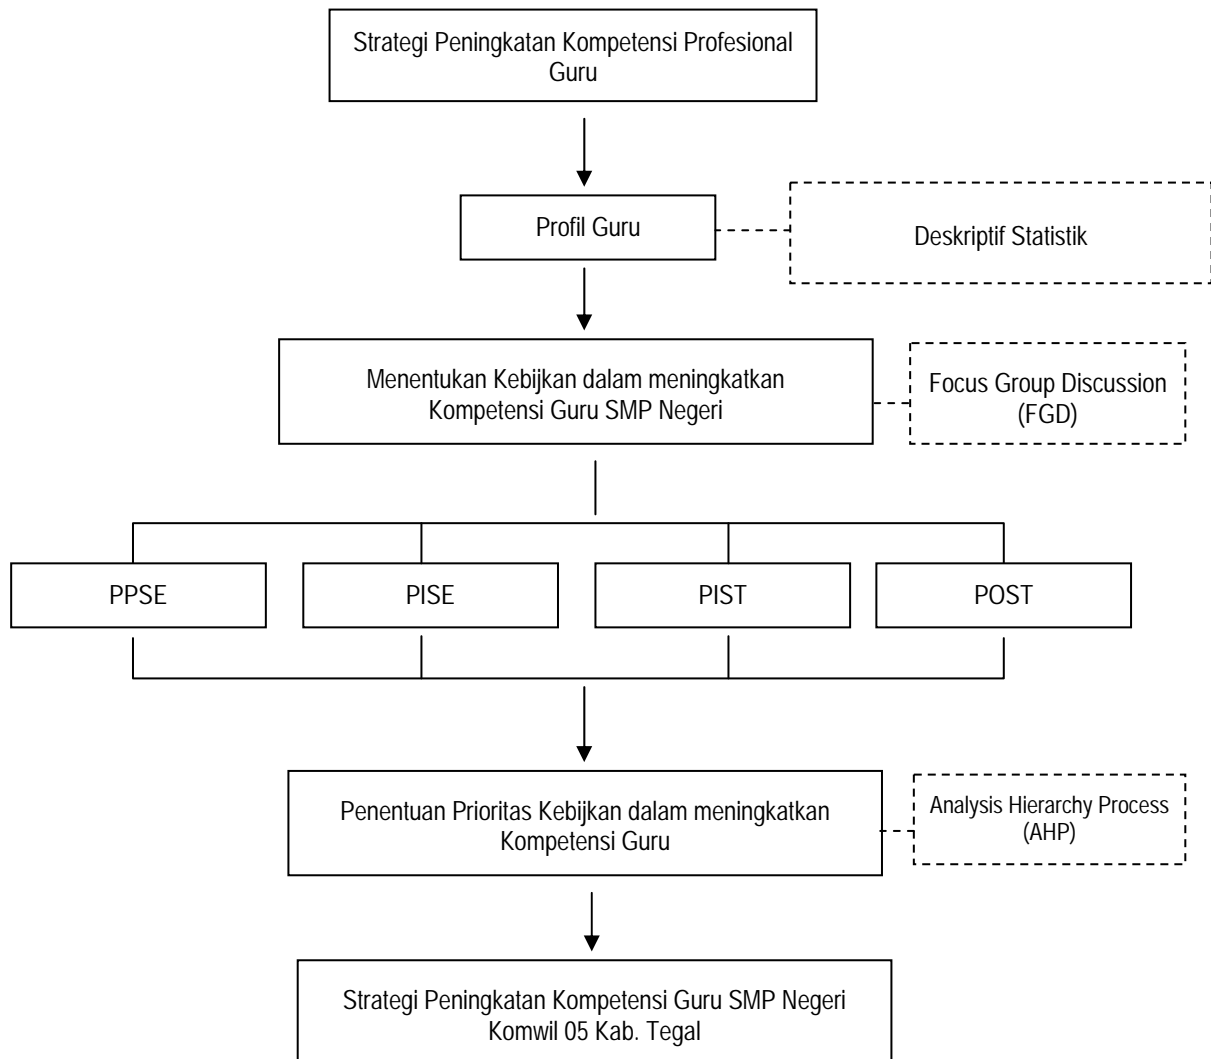 Strategi Peningkatan Kompetensi Profesional
Guru
Profil Guru
Deskriptif Statistik
Menentukan Kebijkan dalam meningkatkan
Kompetensi Guru SMP Negeri
Focus Group Discussion
(FGD)
PPSE
PISE
PIST
POST
Penentuan Prioritas Kebijkan dalam meningkatkan
Kompetensi Guru
Analysis Hierarchy Process
(AHP)
Strategi Peningkatan Kompetensi Guru SMP Negeri
Komwil 05 Kab. Tegal